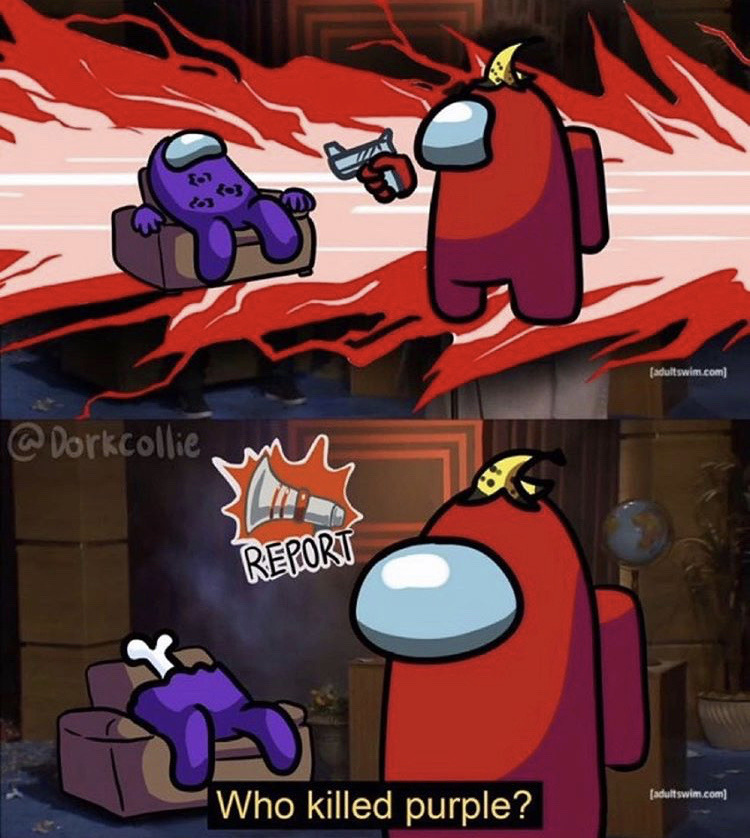 [adultswim.com]
@Dorkcollie
REPORT
Who killed purple?
[adultswim.com]